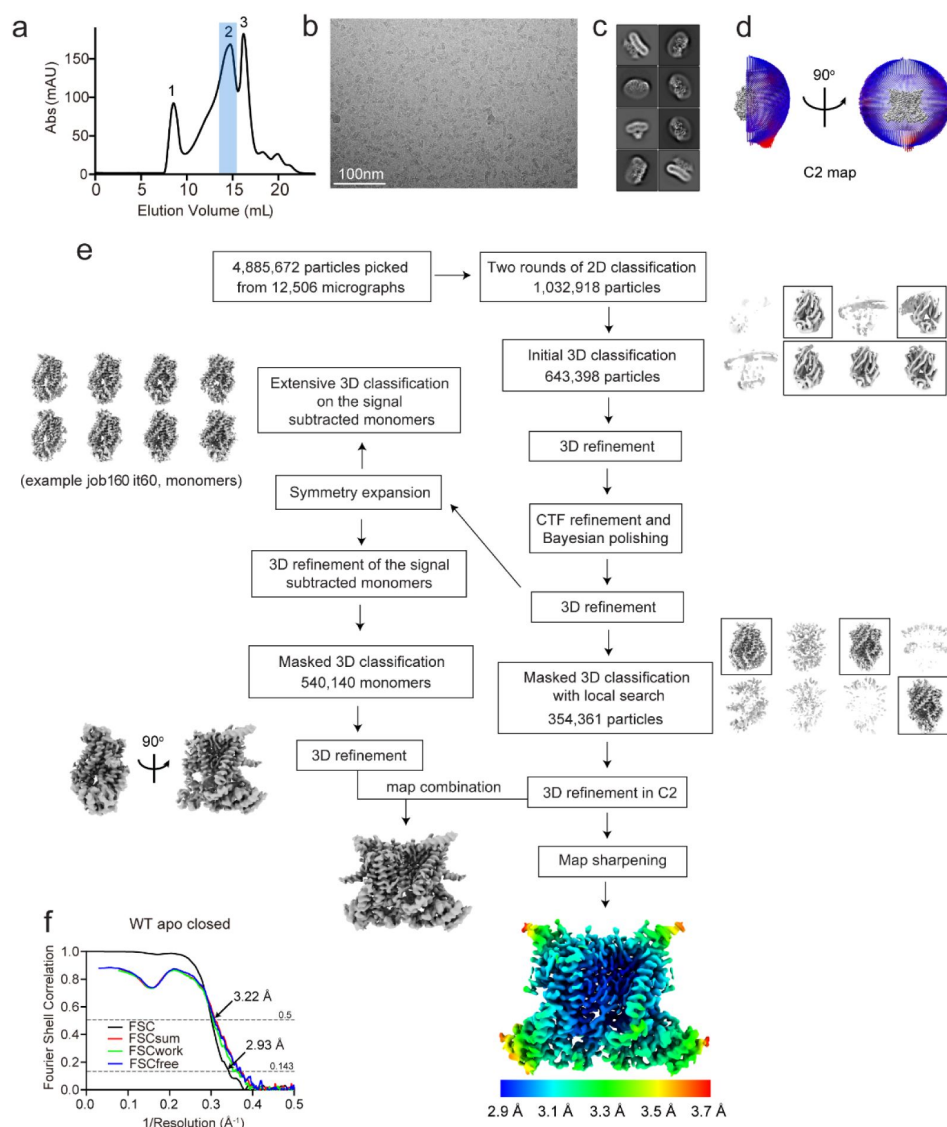 a
Abs (mAU)
150
100
50
0
1
2
3
0
5
10
15
20
Elution Volume (mL)
b
100nm
c
d
90°
C2 map
e
4,885,672 particles picked
from 12,506 micrographs
Two rounds of 2D classification
1,032,918 particles
Initial 3D classification
643,398 particles
Extensive 3D classification
on the signal
subtracted monomers
(example job160 it60, monomers)
3D refinement
Symmetry expansion
CTF refinement and
Bayesian polishing
3D refinement of the signal
subtracted monomers
3D refinement
Masked 3D classification
540,140 monomers
Masked 3D classification
with local search
354,361 particles
90°
3D refinement
map combination
3D refinement in C2
Map sharpening
f
WT apo closed
Fourier Shell Correlation
1.0
0.8
0.6
0.4
0.2
0.0
3.22 Å
0.5
2.93 Å
0.143
FSC
FSCsum
FSCwork
FSCfree
0.0
0.1
0.2
0.3
0.4
0.5
1/Resolution (Å⁻¹)
2.9 Å
3.1 Å
3.3 Å
3.5 Å
3.7 Å